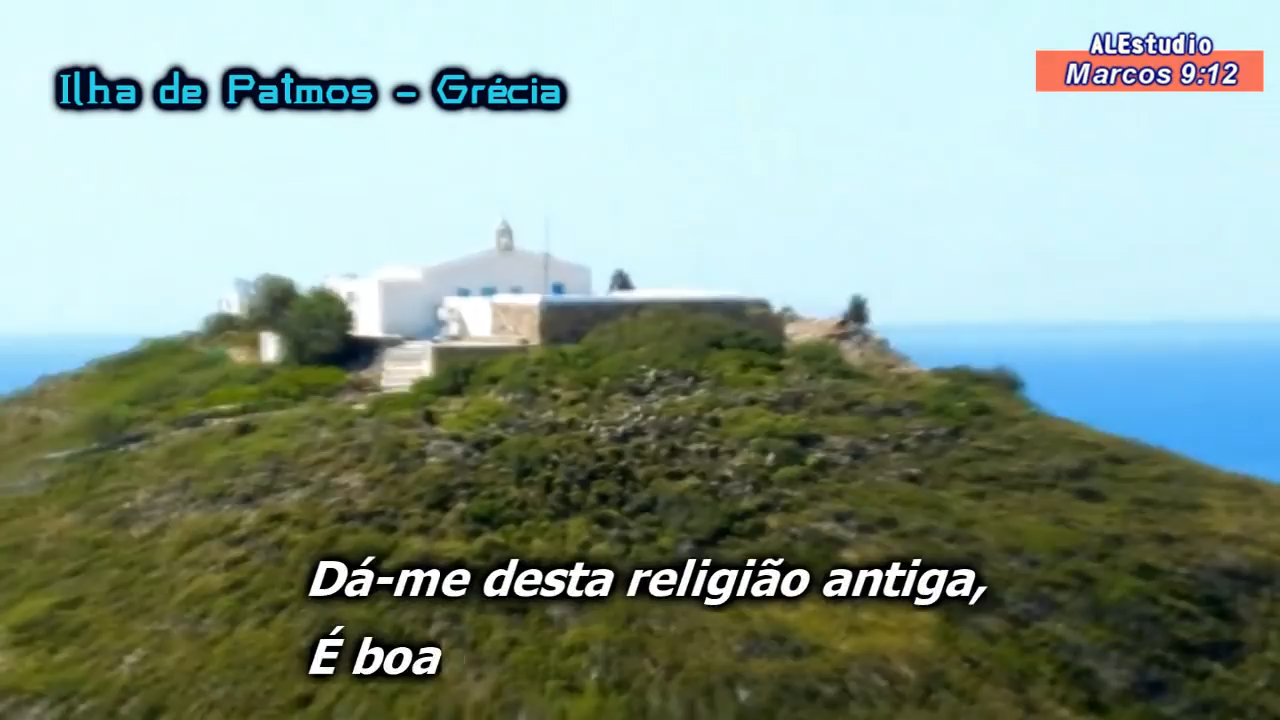 Ilha de Patmos - Grécia
ALEstudio
Marcos 9:12
Dá-me desta religião antiga,
É boa